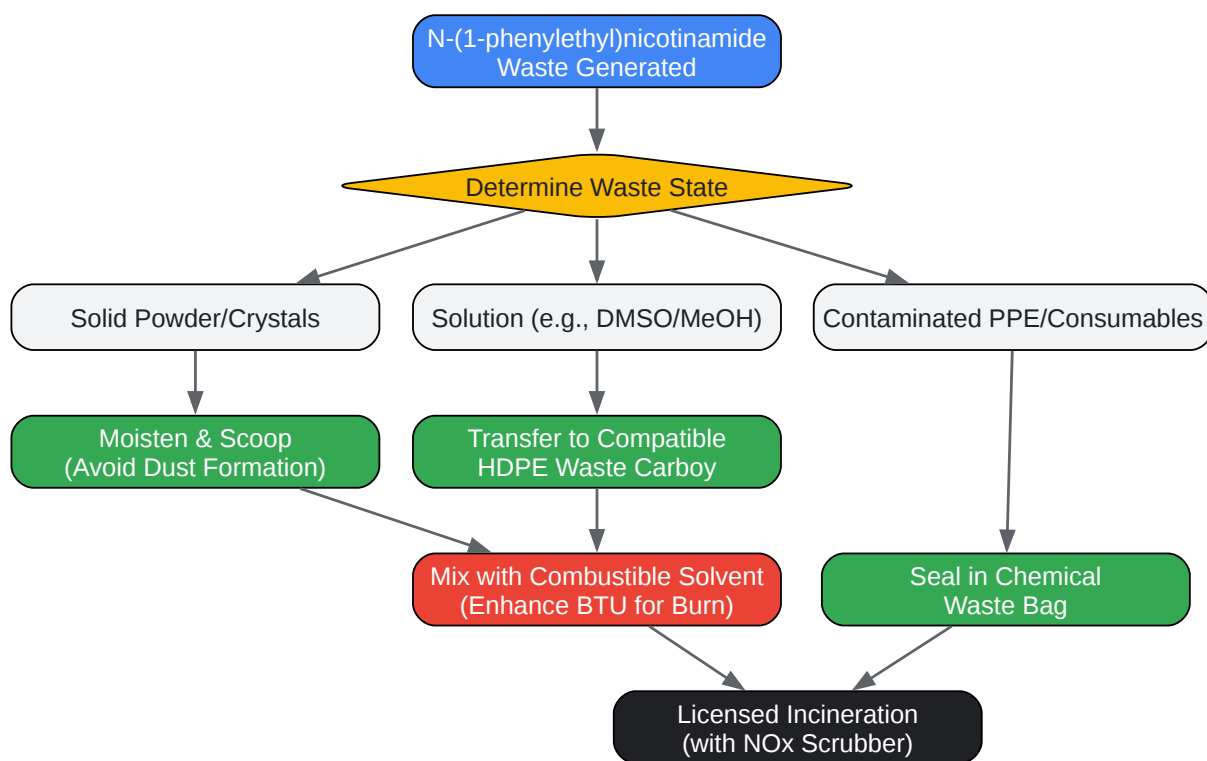 N-(1-phenylethyl)nicotinamide
Waste Generated
Determine Waste State
Solid Powder/Crystals
Solution (e.g., DMSO/MeOH)
Contaminated PPE/Consumables
Moisten & Scoop
(Avoid Dust Formation)
Transfer to Compatible
HDPE Waste Carboy
Mix with Combustible Solvent
(Enhance BTU for Burn)
Seal in Chemical
Waste Bag
Licensed Incineration
(with NOx Scrubber)